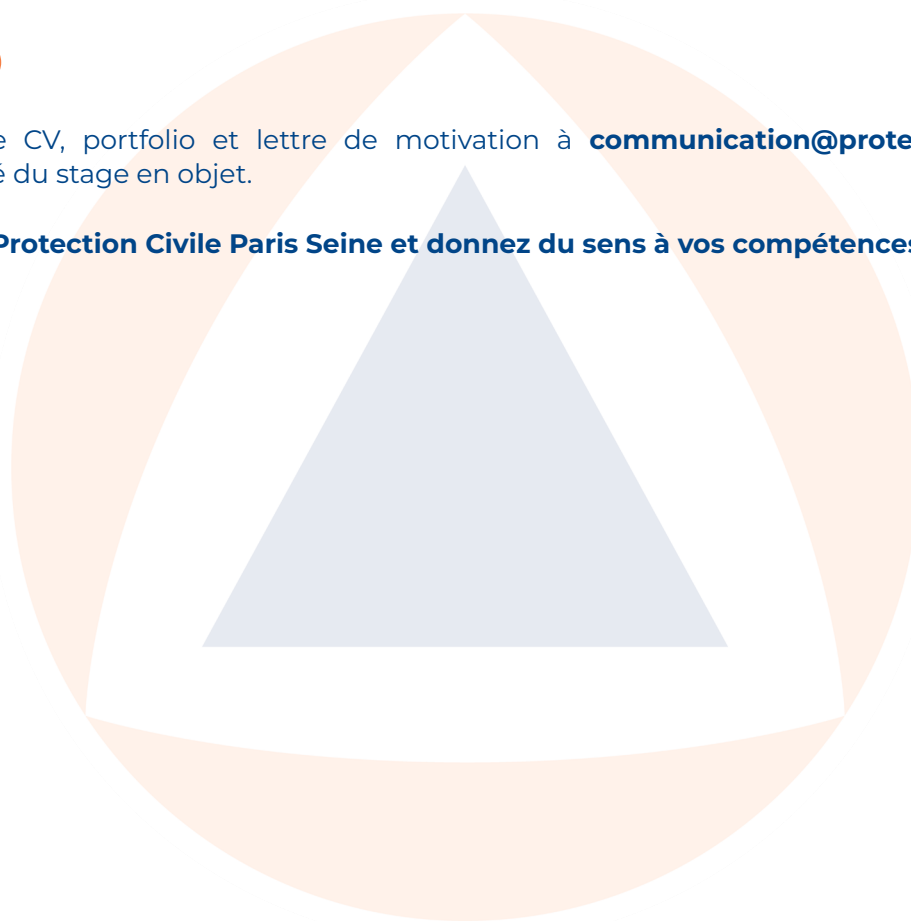 e CV, portfolio et lettre de motivation à communication@prote
é du stage en objet.
Protection Civile Paris Seine et donnez du sens à vos compétences